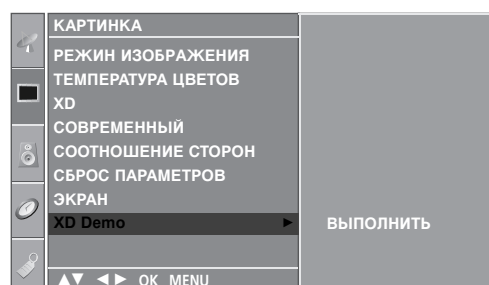 КАРТИНКА
РЕЖИН ИЗОБРАЖЕНИЯ
ТЕМПЕРАТУРА ЦВЕТОВ
XD
СОВРЕМЕННЫЙ
СООТНОШЕНИЕ СТОРОН
СБРОС ПАРАМЕТРОВ
ЭКРАН
XD Demo ►
ВЫПОЛНИТЬ
▲▼ ◄► OK MENU